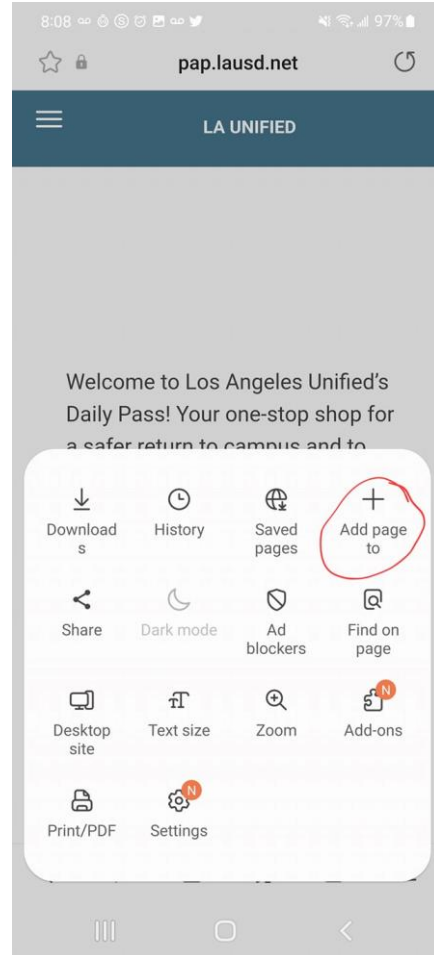 8:08
97%
pap.lausd.net
LA UNIFIED
Welcome to Los Angeles Unified's
Daily Pass! Your one-stop shop for
a safer return to campus and to
Download
s
History
Saved
pages
Add page
to
Share
Dark mode
Ad
blockers
Find on
page
Desktop
site
Text size
Zoom
N
Add-ons
Print/PDF
N
Settings